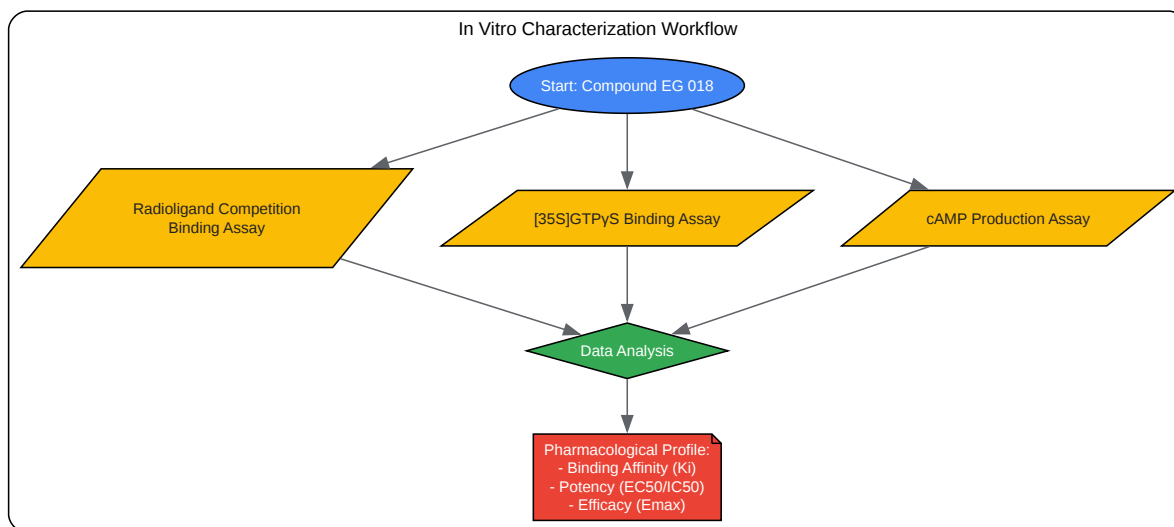 In Vitro Characterization Workflow
Start: Compound EG 018
Radioligand Competition
Binding Assay
[35S]GTPγS Binding Assay
cAMP Production Assay
Data Analysis
Pharmacological Profile:
- Binding Affinity (Ki)
- Potency (EC50/IC50)
- Efficacy (Emax)